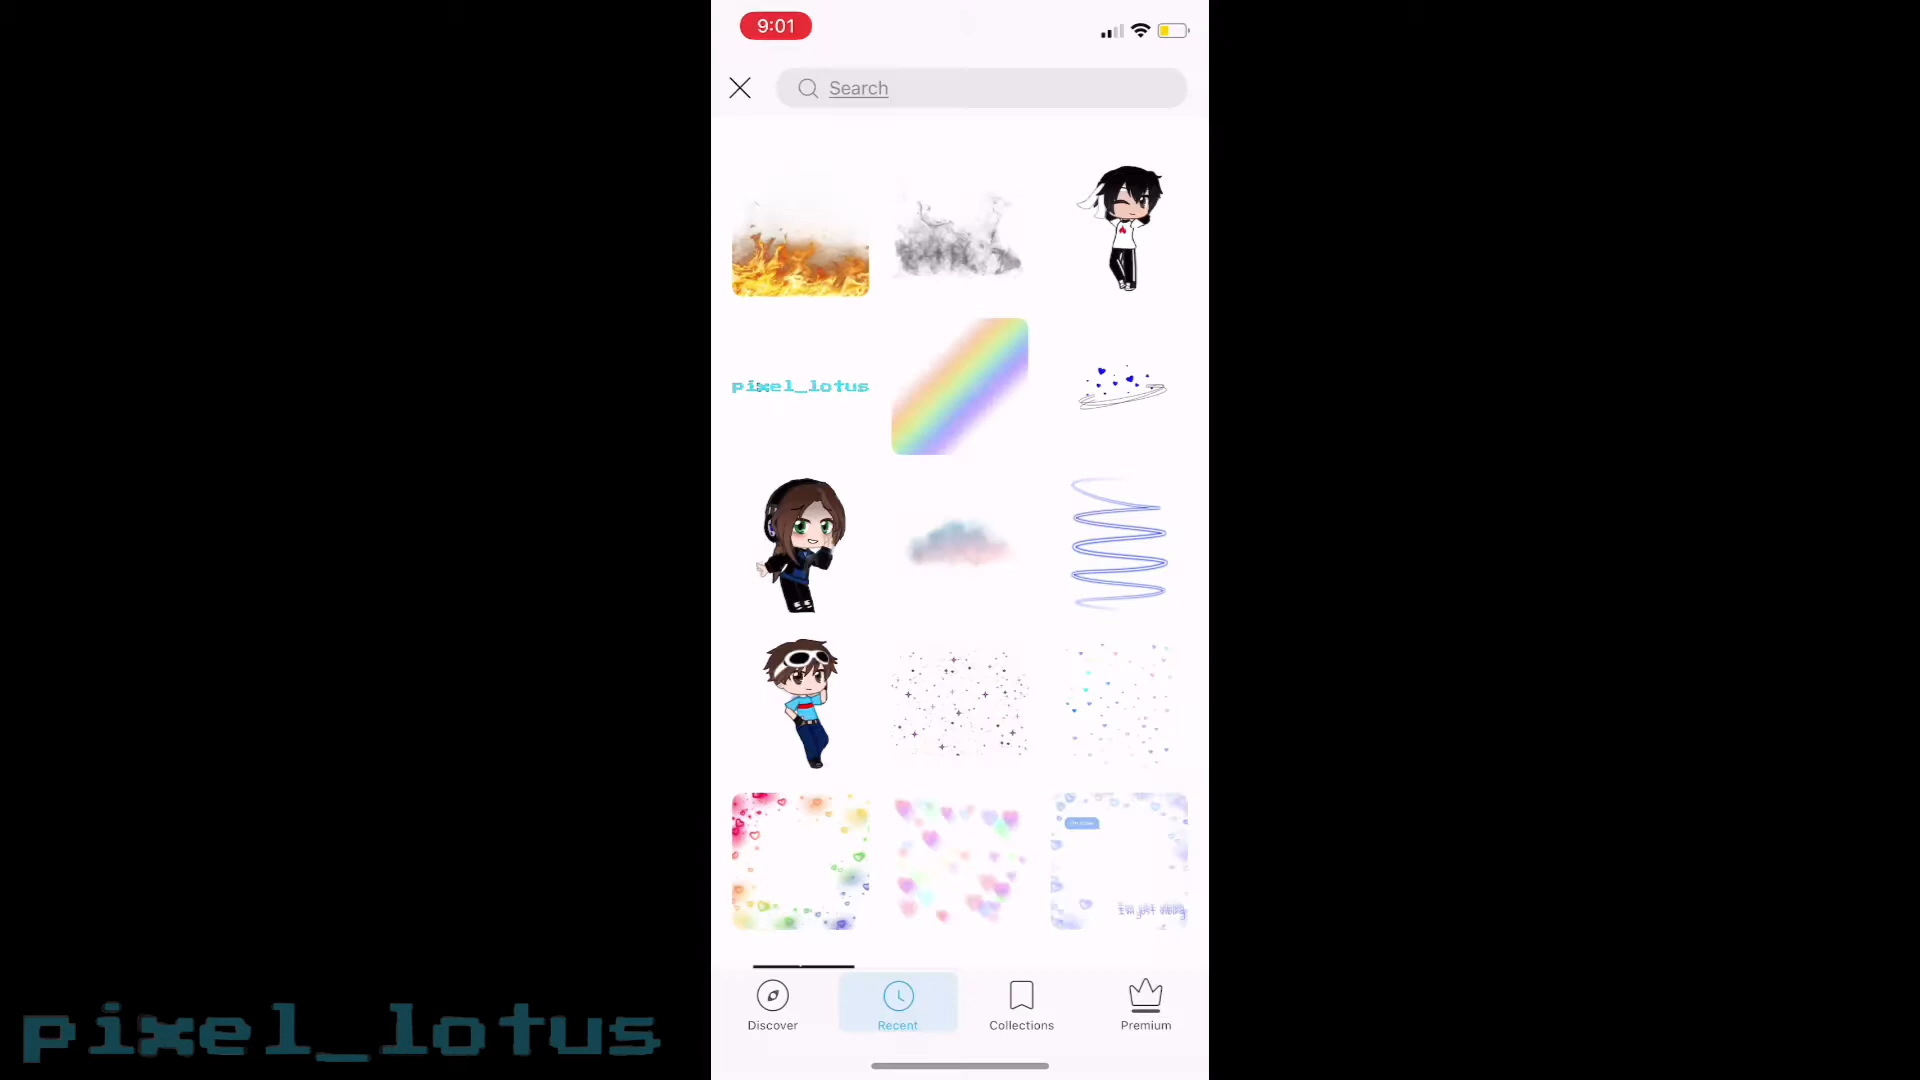 9:01
Search
pixel_lotus
Discover
Recent
Collections
Premium
pixel_lotus